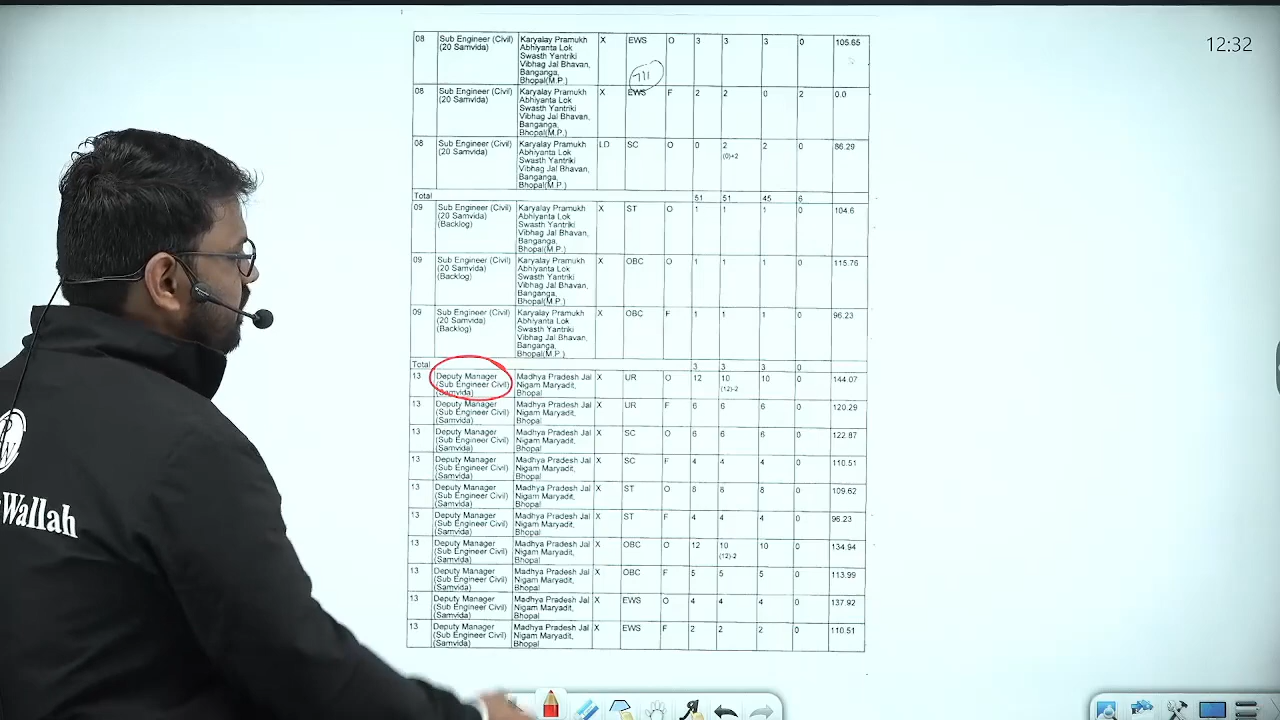 12:32
08 Sub Engineer (Civil) Karyalay Pramukh X EWS O 3 3 3 0 105.65
(20 Samvida) Abhiyanta Lok
Swasth Yantriki
Vibhag Jal Bhavan,
Banganga,
Bhopal(M.P.)
711
08 Sub Engineer (Civil) Karyalay Pramukh X EWS F 2 2 0 2 0.0
(20 Samvida) Abhiyanta Lok
Swasth Yantriki
Vibhag Jal Bhavan,
Banganga,
Bhopal(M.P.)
08 Sub Engineer (Civil) Karyalay Pramukh LD SC O 0 2 2 0 86.29
(20 Samvida) Abhiyanta Lok (0)+2
Swasth Yantriki
Vibhag Jal Bhavan,
Banganga,
Bhopal(M.P.)
Total 51 51 45 6
09 Sub Engineer (Civil) Karyalay Pramukh X ST O 1 1 1 0 104.6
(20 Samvida) Abhiyanta Lok
(Backlog) Swasth Yantriki
Vibhag Jal Bhavan,
Banganga,
Bhopal(M.P.)
09 Sub Engineer (Civil) Karyalay Pramukh X OBC O 1 1 1 0 115.76
(20 Samvida) Abhiyanta Lok
(Backlog) Swasth Yantriki
Vibhag Jal Bhavan,
Banganga,
Bhopal(M.P.)
09 Sub Engineer (Civil) Karyalay Pramukh X OBC F 1 1 1 0 96.23
(20 Samvida) Abhiyanta Lok
(Backlog) Swasth Yantriki
Vibhag Jal Bhavan,
Banganga,
Bhopal(M.P.)
Total 3 3 3 0
13 Deputy Manager Madhya Pradesh Jal X UR O 12 10 10 0 144.07
(Sub Engineer Civil) Nigam Maryadit, (12)-2
(Samvida) Bhopal
13 Deputy Manager Madhya Pradesh Jal X UR F 6 6 6 0 120.29
(Sub Engineer Civil) Nigam Maryadit,
(Samvida) Bhopal
13 Deputy Manager Madhya Pradesh Jal X SC O 6 6 6 0 122.87
(Sub Engineer Civil) Nigam Maryadit,
(Samvida) Bhopal
13 Deputy Manager Madhya Pradesh Jal X SC F 4 4 4 0 110.51
(Sub Engineer Civil) Nigam Maryadit,
(Samvida) Bhopal
13 Deputy Manager Madhya Pradesh Jal X ST O 8 8 8 0 109.62
(Sub Engineer Civil) Nigam Maryadit,
(Samvida) Bhopal
13 Deputy Manager Madhya Pradesh Jal X ST F 4 4 4 0 96.23
(Sub Engineer Civil) Nigam Maryadit,
(Samvida) Bhopal
13 Deputy Manager Madhya Pradesh Jal X OBC O 12 10 10 0 134.94
(Sub Engineer Civil) Nigam Maryadit, (12)-2
(Samvida) Bhopal
13 Deputy Manager Madhya Pradesh Jal X OBC F 5 5 5 0 113.99
(Sub Engineer Civil) Nigam Maryadit,
(Samvida) Bhopal
13 Deputy Manager Madhya Pradesh Jal X EWS O 4 4 4 0 137.92
(Sub Engineer Civil) Nigam Maryadit,
(Samvida) Bhopal
13 Deputy Manager Madhya Pradesh Jal X EWS F 2 2 2 0 110.51
(Sub Engineer Civil) Nigam Maryadit,
(Samvida) Bhopal
Wallah